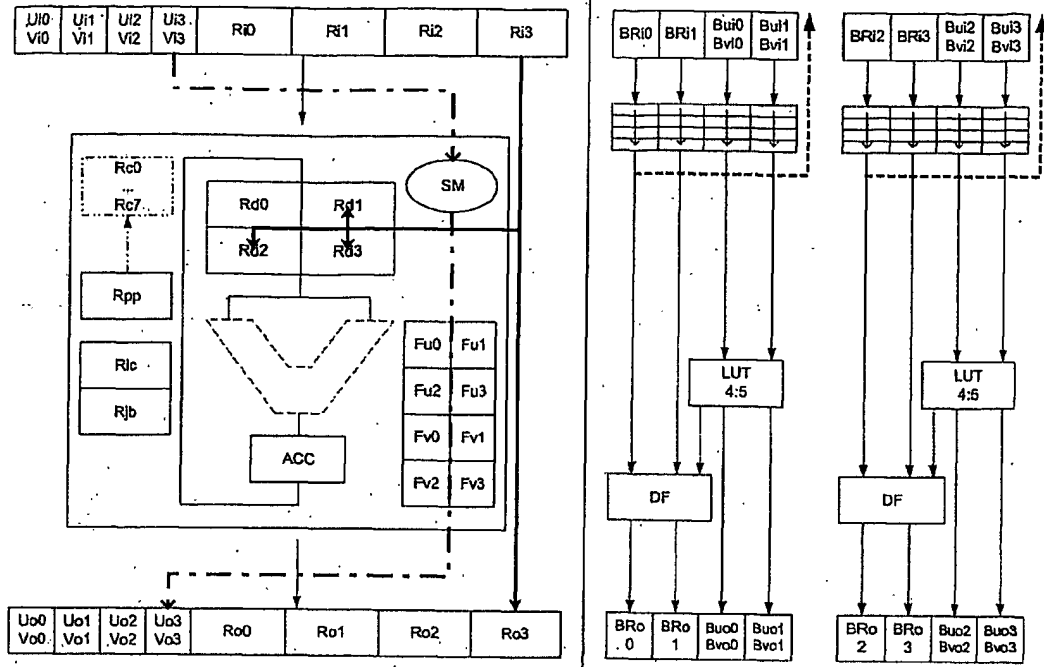 Ui0 Ui1 Ui2 Ui3
Vi0 Vi1 Vi2 Vi3
Ri0 Ri1 Ri2 Ri3
Rc0
...
Rc7
Rpp
Rlc
Rjb
Rd0 Rd1
Rd2 Rd3
SM
Fu0 Fu1
Fu2 Fu3
Fv0 Fv1
Fv2 Fv3
ACC
Uo0 Uo1 Uo2 Uo3
Vo0 Vo1 Vo2 Vo3
Ro0 Ro1 Ro2 Ro3
BRi0 BRi1
Bui0 Bui1
Bvi0 Bvi1
LUT
4:5
DF
BRo BRo
0 1
Buo0 Buo1
Bvo0 Bvo1
BRi2 BRi3
Bui2 Bui3
Bvi2 Bvi3
LUT
4:5
DF
BRo BRo
2 3
Buo2 Buo3
Bvo2 Bvo3